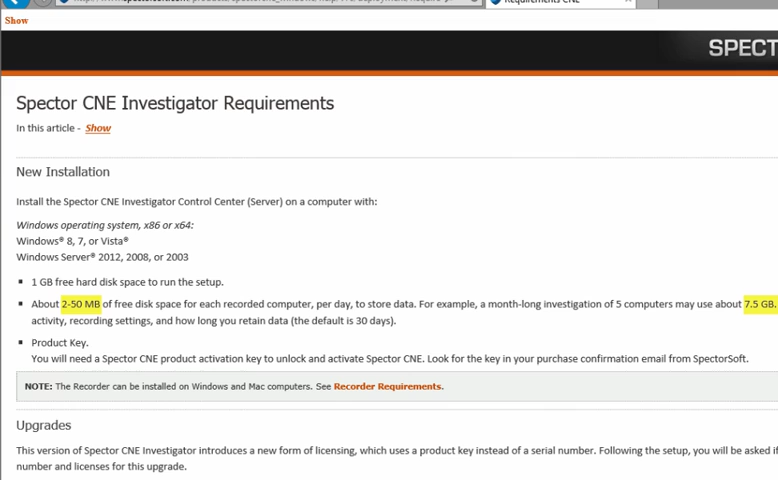 Requirements CNE
Show
SPECT
Spector CNE Investigator Requirements
In this article - Show
New Installation
Install the Spector CNE Investigator Control Center (Server) on a computer with:
Windows operating system, x86 or x64:
Windows® 8, 7, or Vista®
Windows Server® 2012, 2008, or 2003
▪ 1 GB free hard disk space to run the setup.
▪ About 2-50 MB of free disk space for each recorded computer, per day, to store data. For example, a month-long investigation of 5 computers may use about 7.5 GB.
activity, recording settings, and how long you retain data (the default is 30 days).
▪ Product Key.
You will need a Spector CNE product activation key to unlock and activate Spector CNE. Look for the key in your purchase confirmation email from SpectorSoft.
NOTE: The Recorder can be installed on Windows and Mac computers. See Recorder Requirements.
Upgrades
This version of Spector CNE Investigator introduces a new form of licensing, which uses a product key instead of a serial number. Following the setup, you will be asked if
number and licenses for this upgrade.